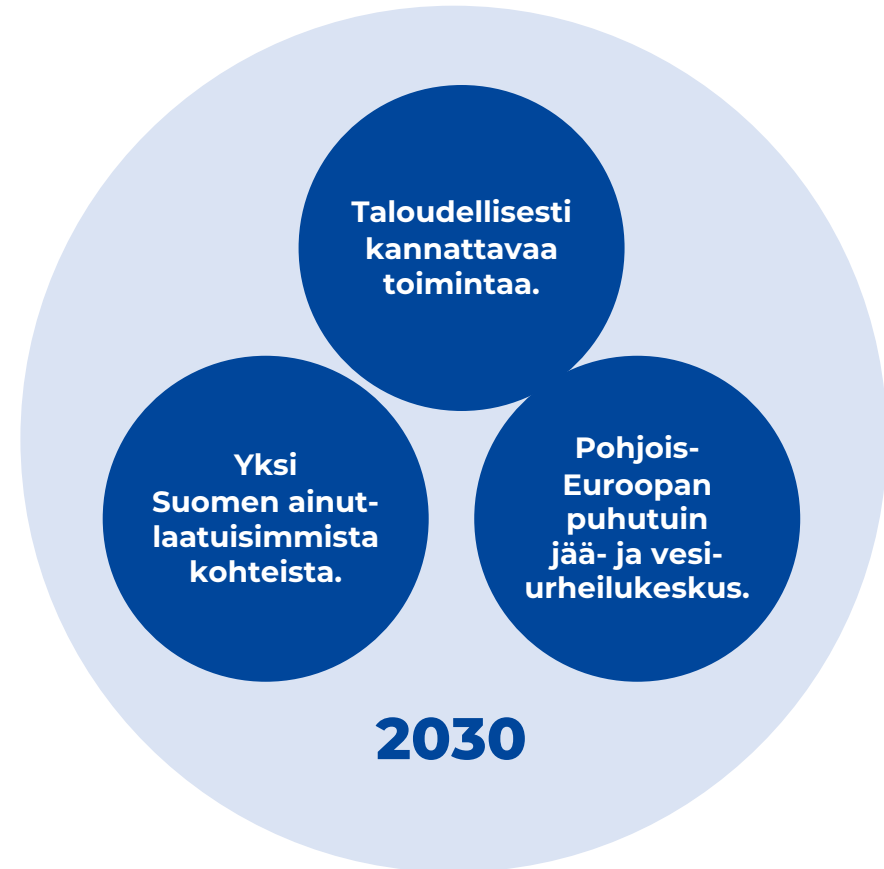 Taloudellisesti
kannattavaa
toimintaa.
Yksi
Suomen ainut-
laatuisimmista
kohteista.
Pohjois-
Euroopan
puhutuin
jää- ja vesi-
urheilukeskus.
2030